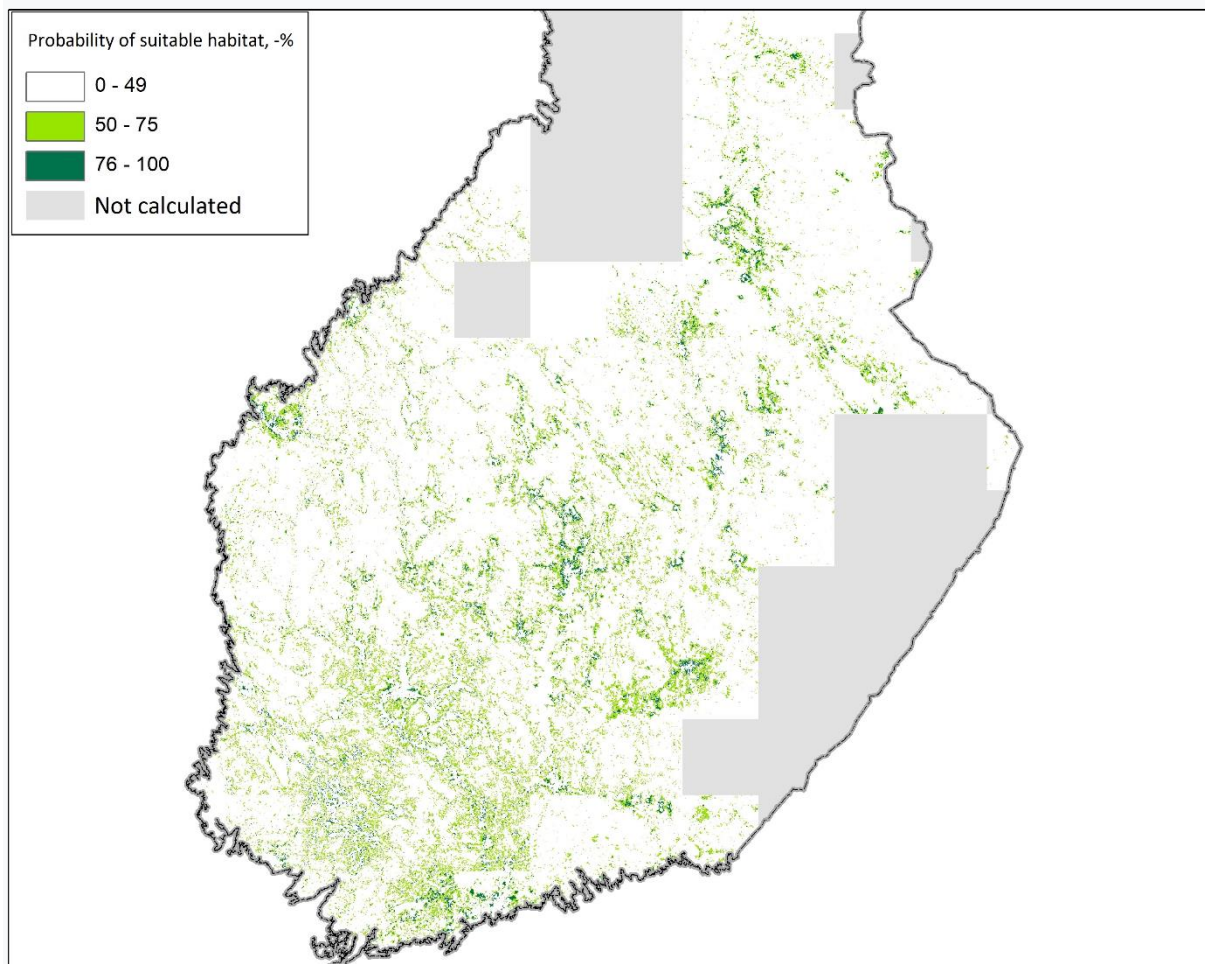 Probability of suitable habitat, -%
0 - 49
50 - 75
76 - 100
Not calculated